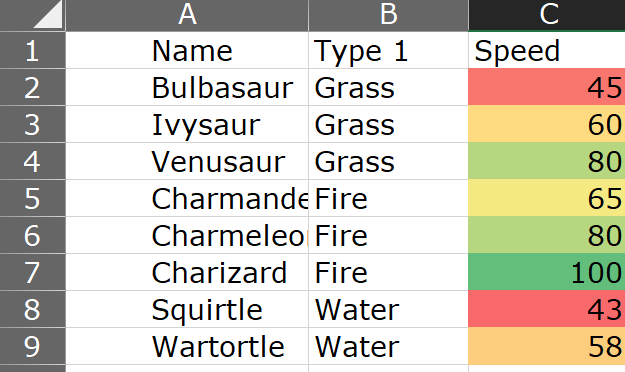 A B C
1 Name Type 1 Speed
2 Bulbasaur Grass 45
3 Ivysaur Grass 60
4 Venusaur Grass 80
5 Charmande Fire 65
6 Charmeleo Fire 80
7 Charizard Fire 100
8 Squirtle Water 43
9 Wartortle Water 58